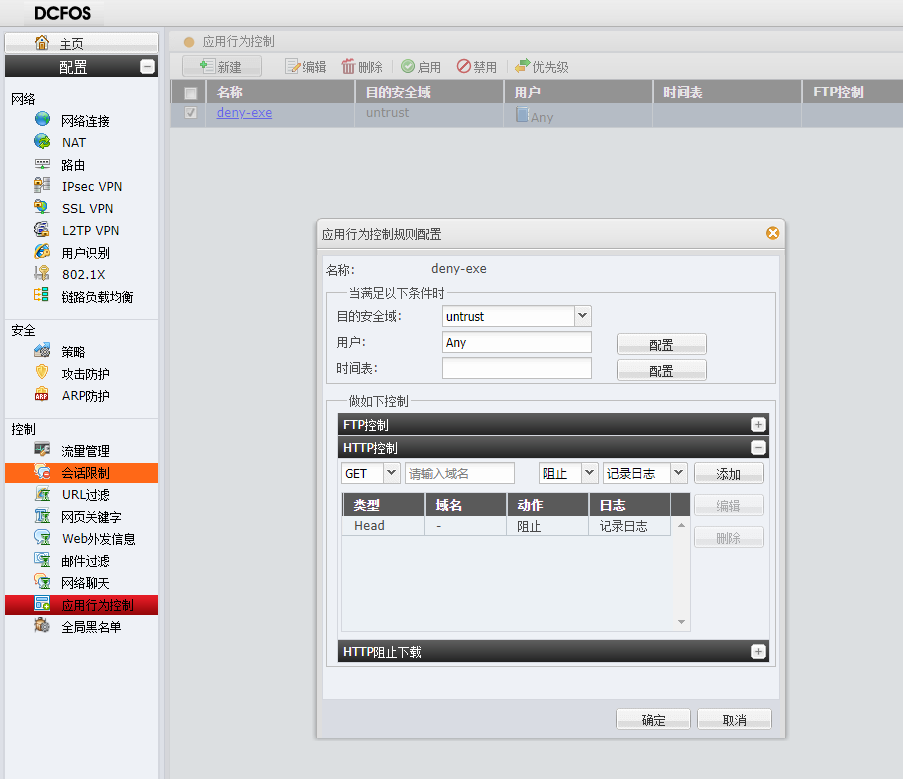 DCFOS
主页
配置
网络
网络连接
NAT
路由
IPsec VPN
SSL VPN
L2TP VPN
用户识别
802.1X
链路负载均衡
安全
策略
攻击防护
ARP防护
控制
流量管理
会话限制
URL过滤
网页关键字
Web外发信息
邮件过滤
网络聊天
应用行为控制
全局黑名单
应用行为控制
新建 编辑 删除 启用 禁用 优先级
名称 目的安全域 用户 时间表 FTP控制
deny-exe untrust Any
应用行为控制规则配置
名称: deny-exe
当满足以下条件时
目的安全域: untrust
用户: Any 配置
时间表: 配置
做如下控制
FTP控制
HTTP控制
GET 请输入域名 阻止 记录日志 添加
类型 域名 动作 日志 编辑
Head - 阻止 记录日志
删除
HTTP阻止下载
确定 取消